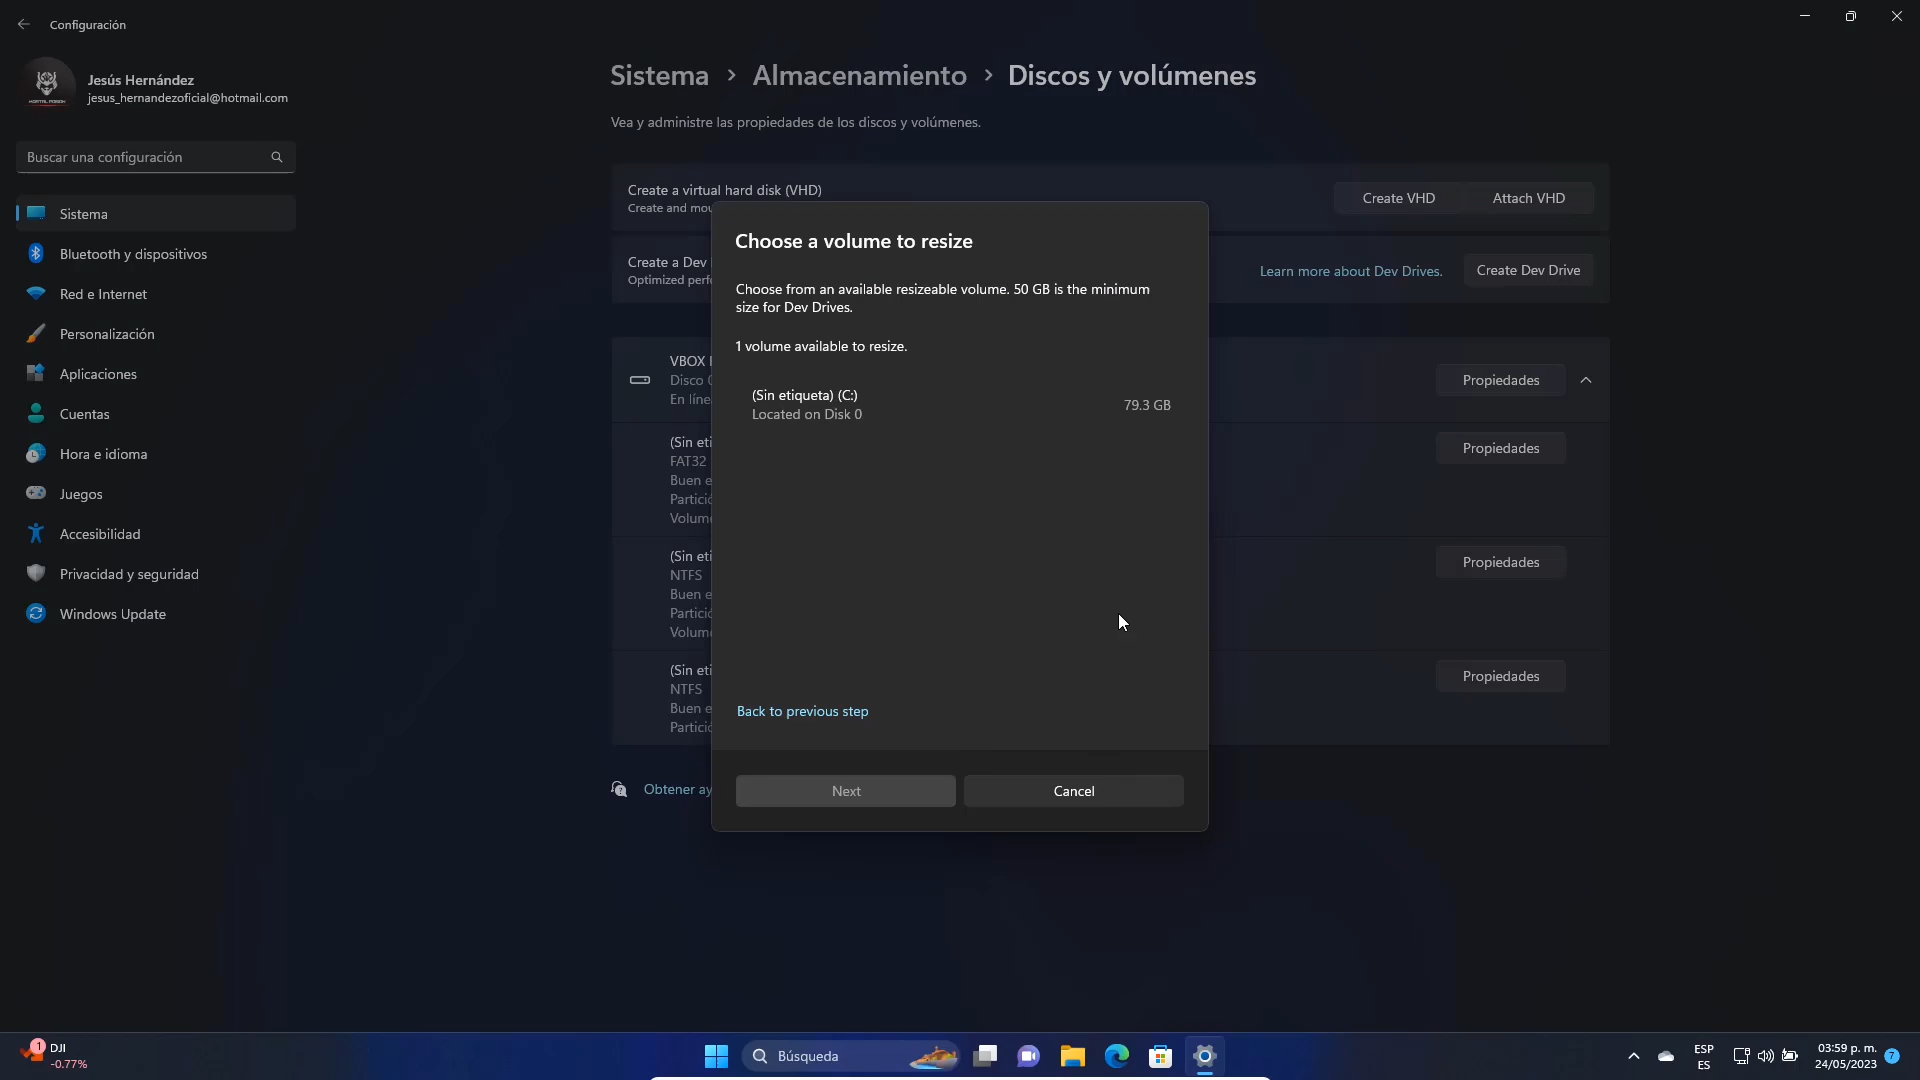 Configuración
Jesús Hernández
jesus_hernandezoficial@hotmail.com
Buscar una configuración
Sistema
Bluetooth y dispositivos
Red e Internet
Personalización
Aplicaciones
Cuentas
Hora e idioma
Juegos
Accesibilidad
Privacidad y seguridad
Windows Update
Sistema > Almacenamiento > Discos y volúmenes
Vea y administre las propiedades de los discos y volúmenes.
Create a virtual hard disk (VHD)
Create and mou
Create VHD
Attach VHD
Create a Dev
Optimized perf
Learn more about Dev Drives.
Create Dev Drive
VBOX
Disco
En líne
Propiedades
(Sin eti
FAT32
Buen e
Partició
Volum
Propiedades
(Sin eti
NTFS
Buen e
Partició
Volum
Propiedades
(Sin eti
NTFS
Buen e
Partició
Propiedades
Obtener ay
Choose a volume to resize
Choose from an available resizeable volume. 50 GB is the minimum
size for Dev Drives.
1 volume available to resize.
(Sin etiqueta) (C:)
Located on Disk 0
79.3 GB
Back to previous step
Next
Cancel
1
DJI
-0.77%
Búsqueda
ESP
ES
03:59 p. m.
24/05/2023
7